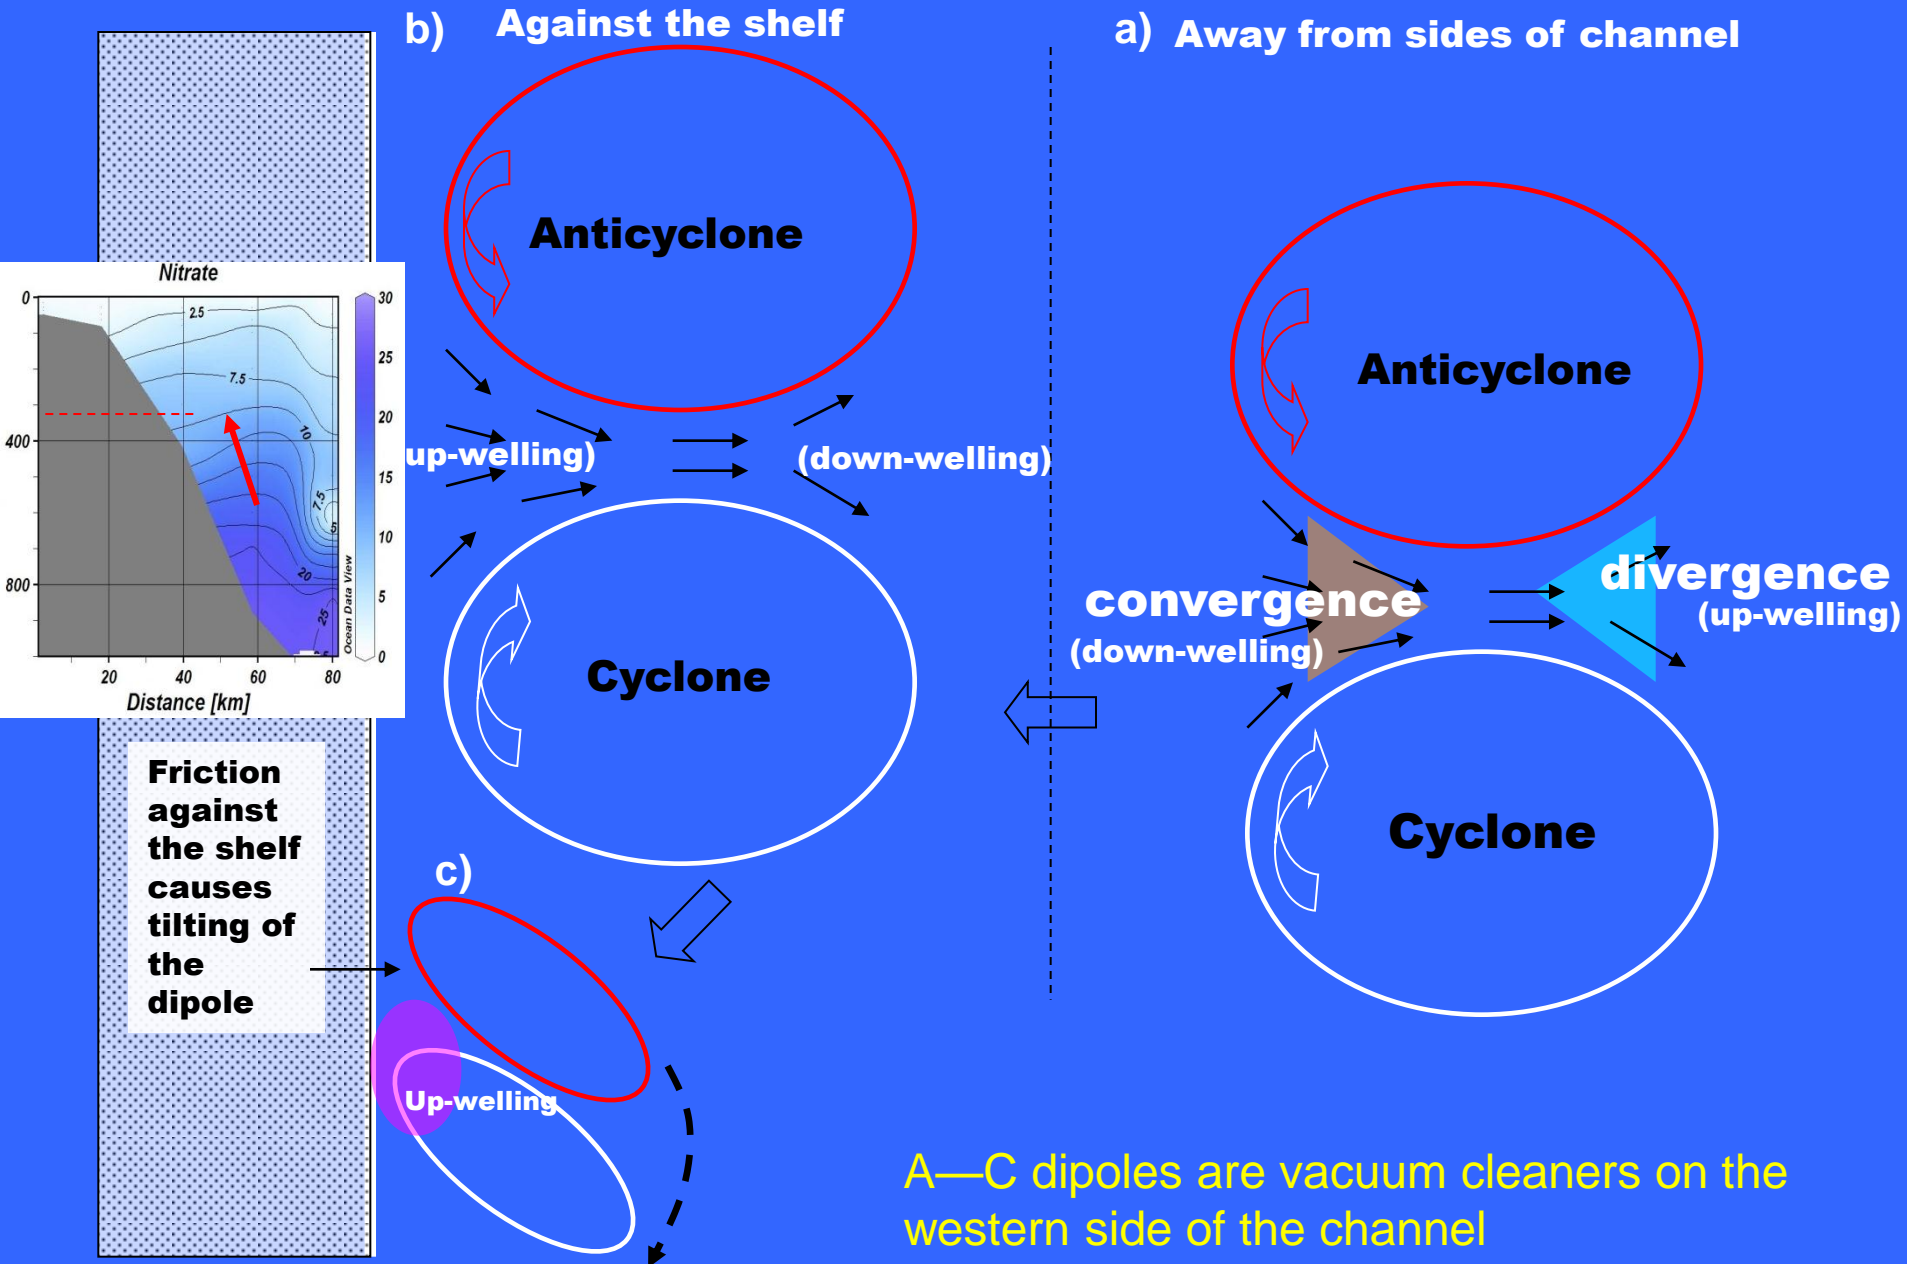 b)
Against the shelf
a)
Away from sides of channel
Anticyclone
Anticyclone
Nitrate
0
400
800
2.5
7.5
10
7.5
5
20
25
20
40
60
80
Distance [km]
30
25
20
15
10
5
0
Ocean Data View
up-welling)
(down-welling)
convergence
(down-welling)
divergence
(up-welling)
Cyclone
Cyclone
Friction
against
the shelf
causes
tilting of
the
dipole
c)
Up-welling
A—C dipoles are vacuum cleaners on the
western side of the channel